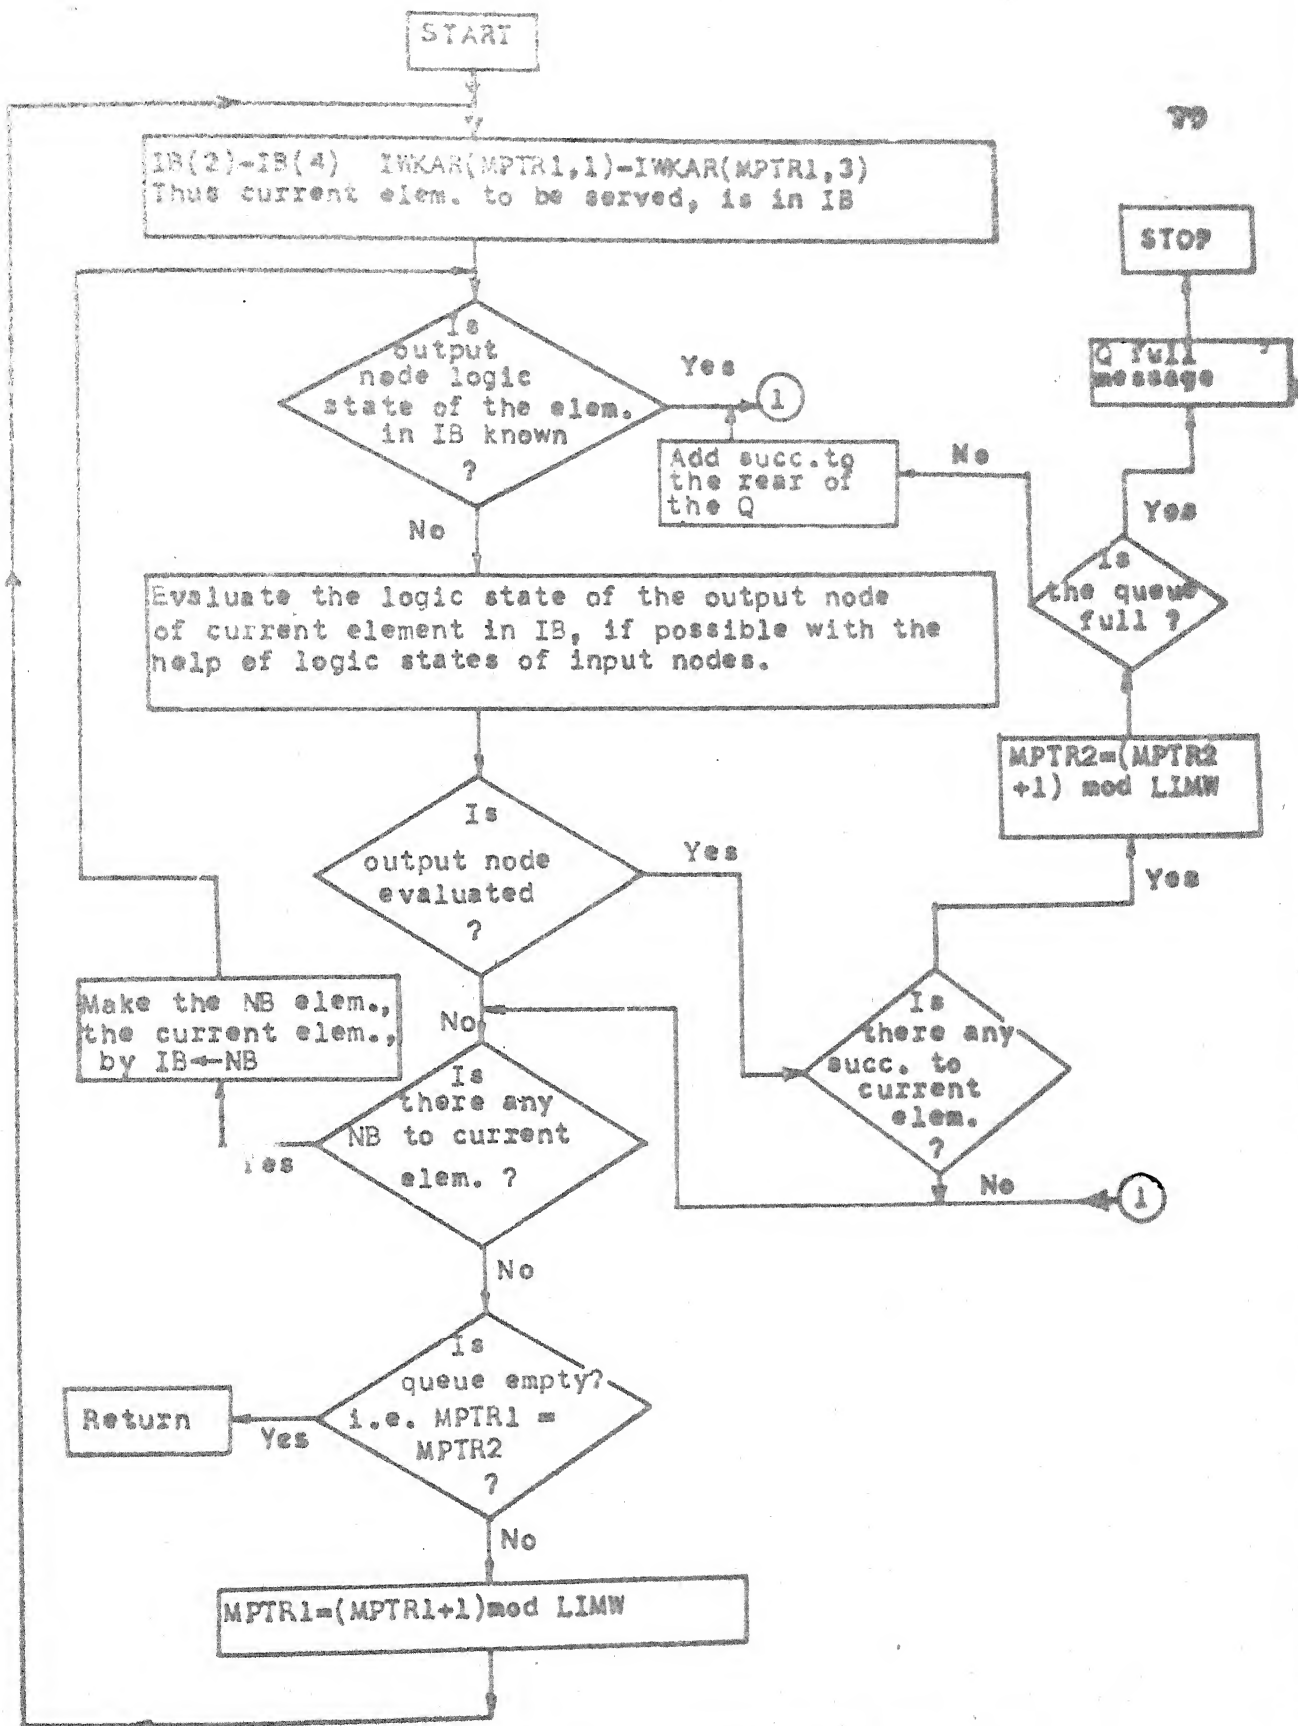 START
IB(2)-IB(4) IWKAR(MPTR1,1)-IWKAR(MPTR1,3)
Thus current elem. to be served, is in IB
STOP
Q full
message
Is
output
node logic
state of the elem.
in IB known
?
Yes
1
Add succ.to
the rear of
the Q
No
Yes
No
Is
the queue
full ?
Evaluate the logic state of the output node
of current element in IB, if possible with the
help of logic states of input nodes.
MPTR2=(MPTR2
+1) mod LIMW
Yes
Is
output node
evaluated
?
Yes
No
Make the NB elem.,
the current elem.,
by IB←NB
Is
there any
succ. to
current
elem.
?
No
1
Is
there any
NB to current
elem. ?
Yes
No
Is
queue empty?
i.e. MPTR1 =
MPTR2
?
Yes
Return
No
MPTR1=(MPTR1+1)mod LIMW